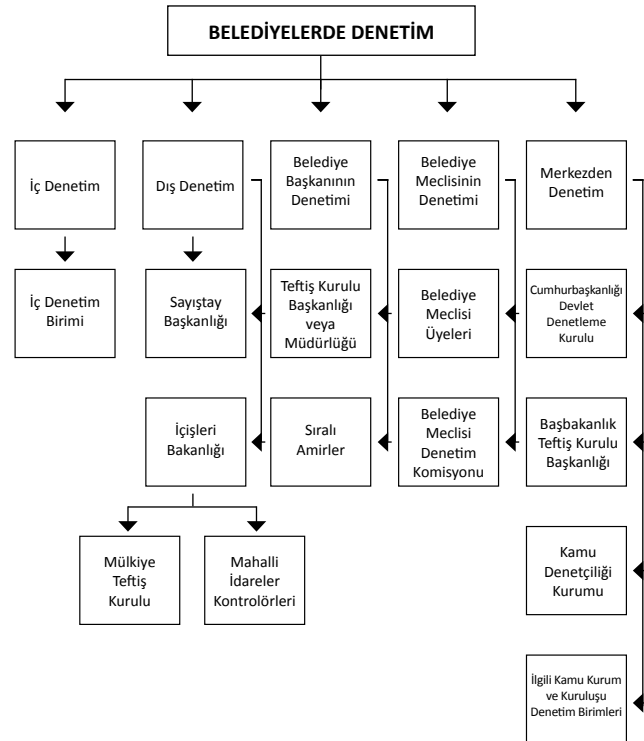 BELEDİYELERDE DENETİM
İç Denetim
Dış Denetim
Belediye
Başkanının
Denetimi
Belediye
Meclisinin
Denetimi
Merkezden
Denetim
İç Denetim
Birimi
Sayıştay
Başkanlığı
Teftiş Kurulu
Başkanlığı
veya
Müdürlüğü
Belediye
Meclisi
Üyeleri
Cumhurbaşkanlığı
Devlet
Denetleme
Kurulu
İçişleri
Bakanlığı
Sıralı
Amirler
Belediye
Meclisi
Denetim
Komisyonu
Başbakanlık
Teftiş Kurulu
Başkanlığı
Mülkiye
Teftiş
Kurulu
Mahalli
İdareler
Kontrolörleri
Kamu
Denetçiliği
Kurumu
İlgili Kamu Kurum
ve Kuruluşu
Denetim Birimleri